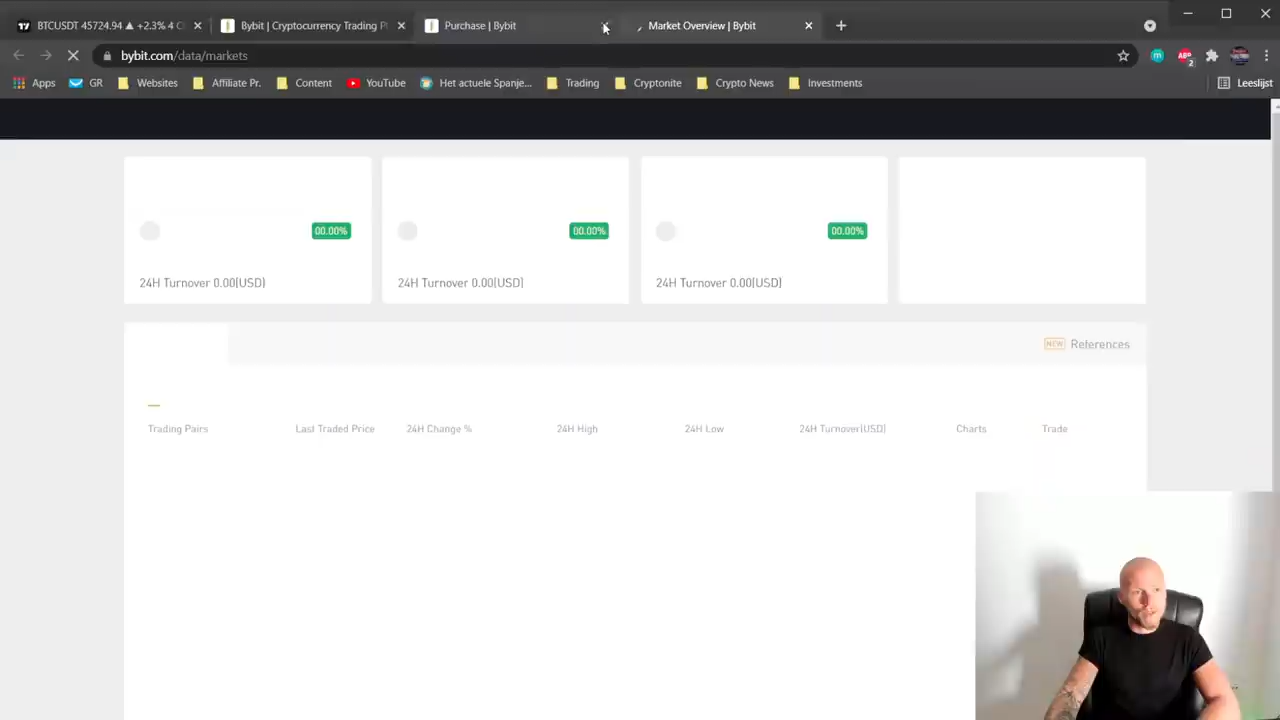 BTCUSDT 45724.94 ▲ +2.3% 4
Bybit | Cryptocurrency Trading
Purchase | Bybit
Market Overview | Bybit
bybit.com/data/markets
Apps GR Websites Affiliate Pr. Content YouTube Het actuele Spanje... Trading Cryptonite Crypto News Investments Leeslijst
m
ABP
2
00.00% 00.00% 00.00%
24H Turnover 0.00(USD) 24H Turnover 0.00(USD) 24H Turnover 0.00(USD)
NEW References
Trading Pairs Last Traded Price 24H Change % 24H High 24H Low 24H Turnover(USD) Charts Trade